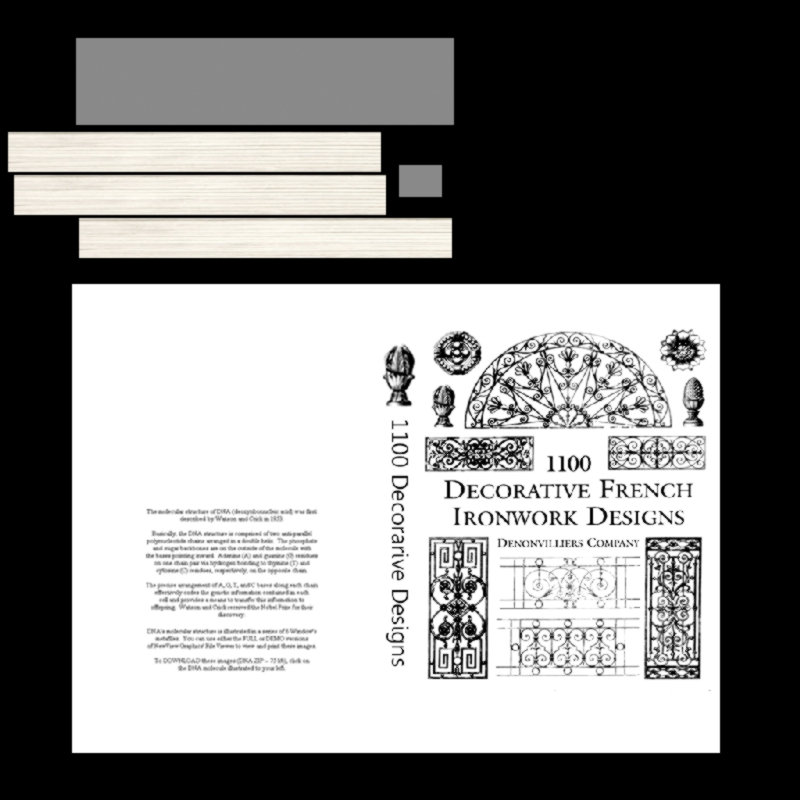 The molecular structure of DNA (deoxyribonucleic acid) was first
described by Watson and Crick in 1953.
Basically, the DNA structure is comprised of two anti-parallel
polynucleotide chains arranged in a double helix. The phosphate
and sugar backbones are on the outside of the molecule with
the bases pointing inward. Adenine (A) and guanine (G) residues
on one chain pair via hydrogen bonding to thymine (T) and
cytosine (C) residues, respectively, on the opposite chain.
The precise arrangement of A, G, T, and C bases along each chain
effectively codes the genetic information contained in each
cell and provides a means to transfer this information to
offspring. Watson and Crick received the Nobel Prize for their
discovery.
DNA's molecular structure is illustrated in a series of 6 Window's
metafiles. You can use either the FULL or DEMO versions
of NewView Graphics' File Viewer to view and print these images.
To DOWNLOAD these images (DNA.ZIP -), click on
the DNA molecule illustrated to your left.
1100 Decorarive Designs
1100
DECORATIVE FRENCH
IRONWORK DESIGNS
DENONVILLIERS COMPANY